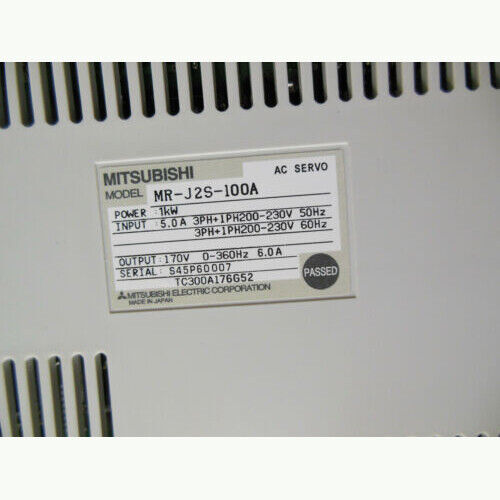 MITSUBISHI AC SERVO
MODEL MR-J2S-100A
POWER :1kW
INPUT :5.0A 3PH+1PH200-230V 50Hz
3PH+1PH200-230V 60Hz
OUTPUT:170V 0-360Hz 6.0A
SERIAL: S45P60007
TC300A176G52
PASSED
MITSUBISHI ELECTRIC CORPORATION
MADE IN JAPAN